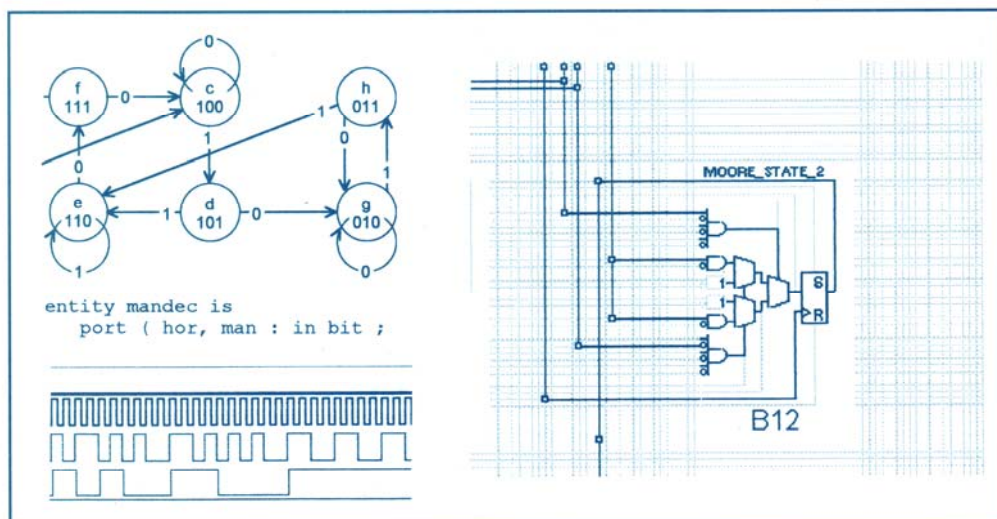 0
f
111
0
c
100
h
011
1
0
1
0
1
e
110
1
d
101
0
g
010
1
0
entity mandec is
port ( hor, man : in bit ;
MOORE_STATE_2
1
1
S
R
B12